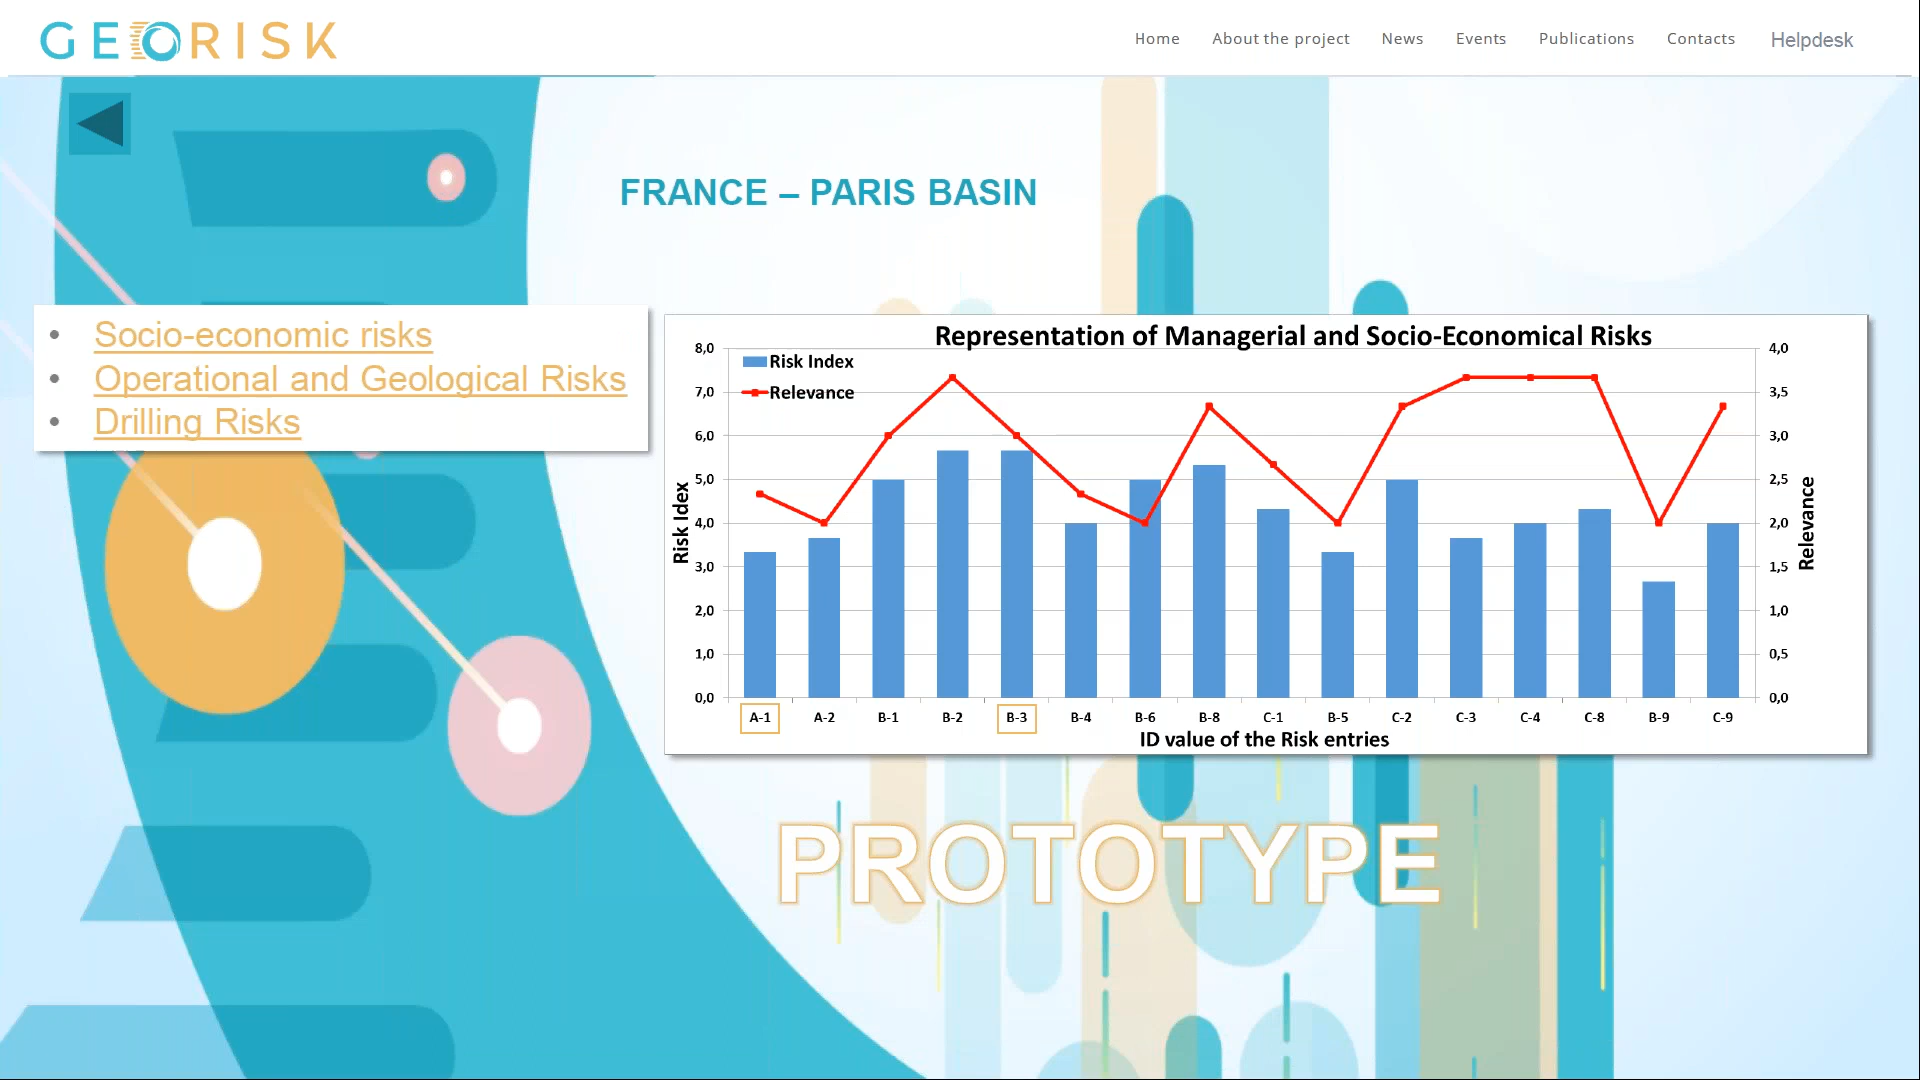 GEORISK
Home About the project News Events Publications Contacts Helpdesk
FRANCE – PARIS BASIN
• Socio-economic risks
• Operational and Geological Risks
• Drilling Risks
Representation of Managerial and Socio-Economical Risks
Risk Index
Relevance
8,0
7,0
6,0
5,0
4,0
3,0
2,0
1,0
0,0
Risk Idex
4,0
3,5
3,0
2,5
2,0
1,5
1,0
0,5
0,0
Relevance
A-1 A-2 B-1 B-2 B-3 B-4 B-6 B-8 C-1 B-5 C-2 C-3 C-4 C-8 B-9 C-9
ID value of the Risk entries
PROTOTYPE